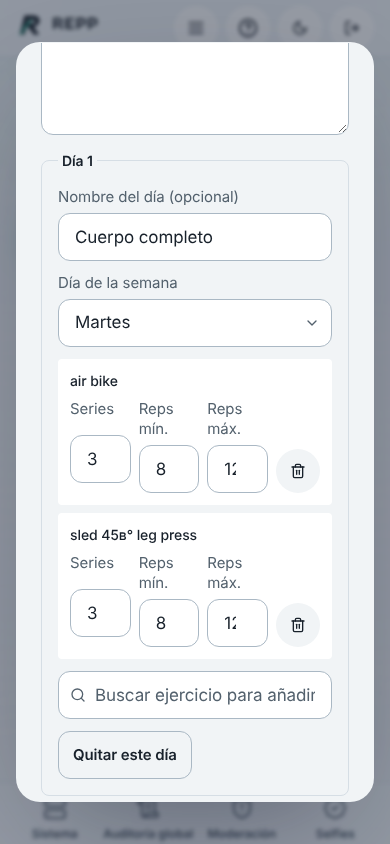 REPP
Día 1
Nombre del día (opcional)
Cuerpo completo
Día de la semana
Martes
air bike
Series Reps mín. Reps máx.
3 8 12
sled 45в° leg press
Series Reps mín. Reps máx.
3 8 12
Buscar ejercicio para añadir
Quitar este día
Sistema Auditoría global Moderación Selfies